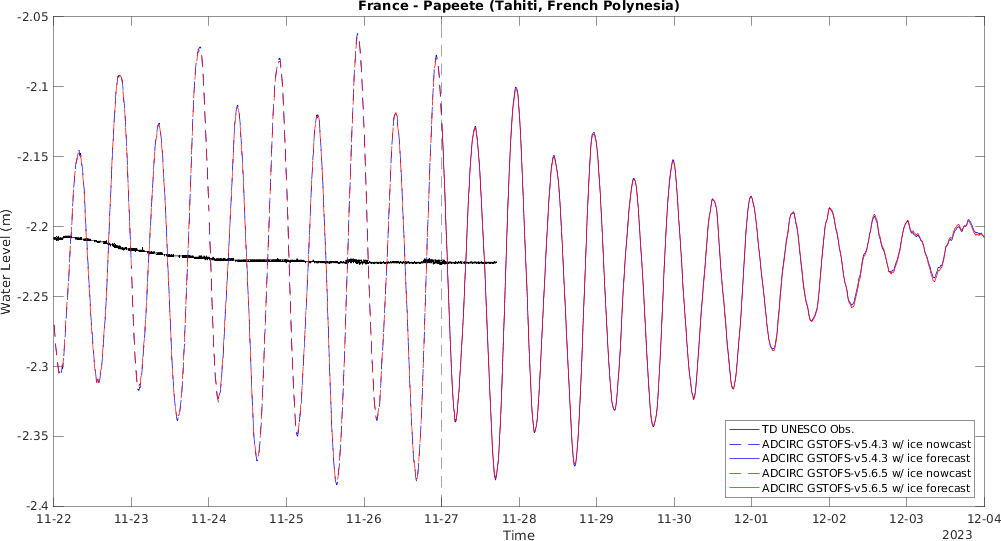 France - Papeete (Tahiti, French Polynesia)
Water Level (m)
-2.05
-2.1
-2.15
-2.2
-2.25
-2.3
-2.35
-2.4
TD UNESCO Obs.
ADCIRC GSTOFS-v5.4.3 w/ ice nowcast
ADCIRC GSTOFS-v5.4.3 w/ ice forecast
ADCIRC GSTOFS-v5.6.5 w/ ice nowcast
ADCIRC GSTOFS-v5.6.5 w/ ice forecast
11-22 11-23 11-24 11-25 11-26 11-27 11-28 11-29 11-30 12-01 12-02 12-03 12-04
Time
2023